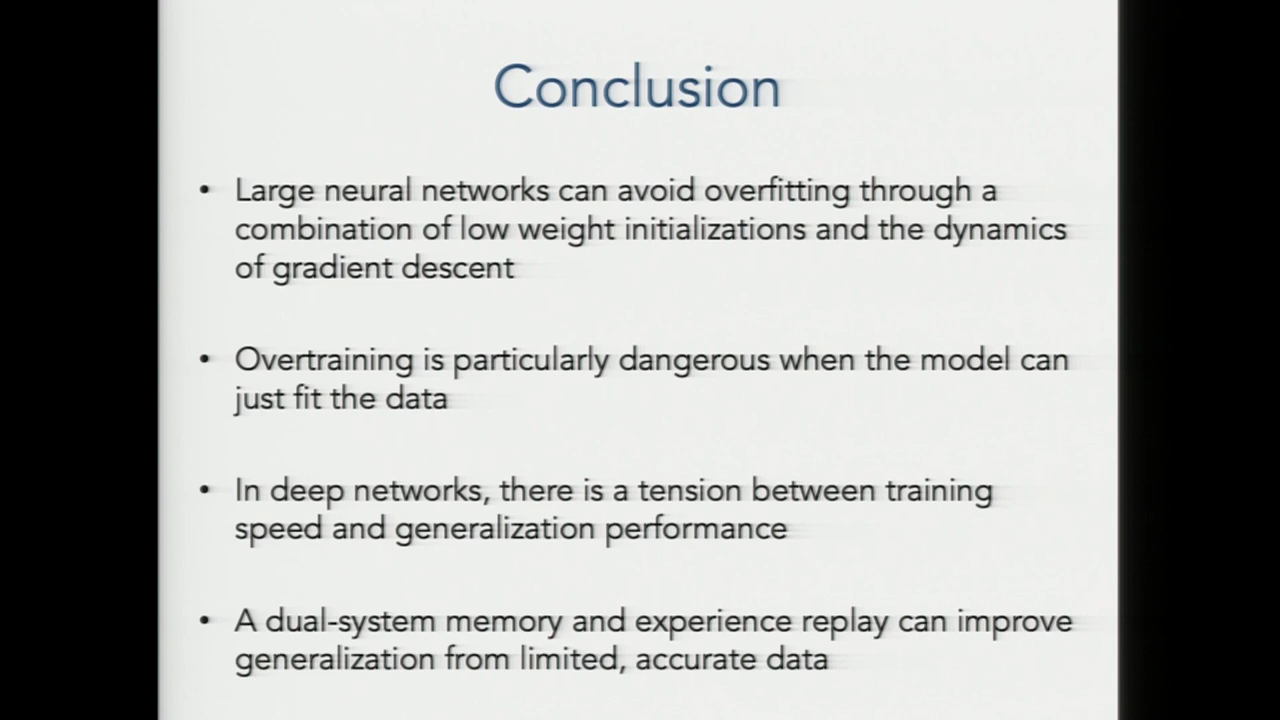 Conclusion
• Large neural networks can avoid overfitting through a
combination of low weight initializations and the dynamics
of gradient descent
• Overtraining is particularly dangerous when the model can
just fit the data
• In deep networks, there is a tension between training
speed and generalization performance
• A dual-system memory and experience replay can improve
generalization from limited, accurate data